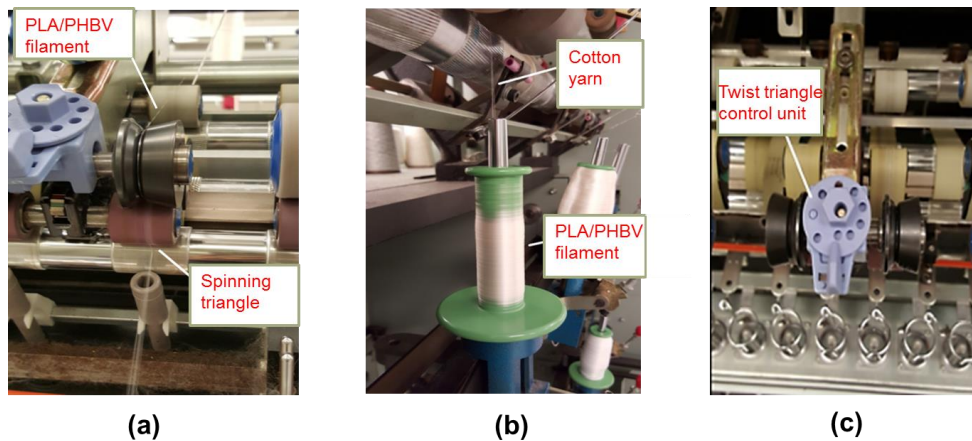 PLA/PHBV
filament
Spinning
triangle
(a)
Cotton
yarn
PLA/PHBV
filament
(b)
Twist triangle
control unit
(c)